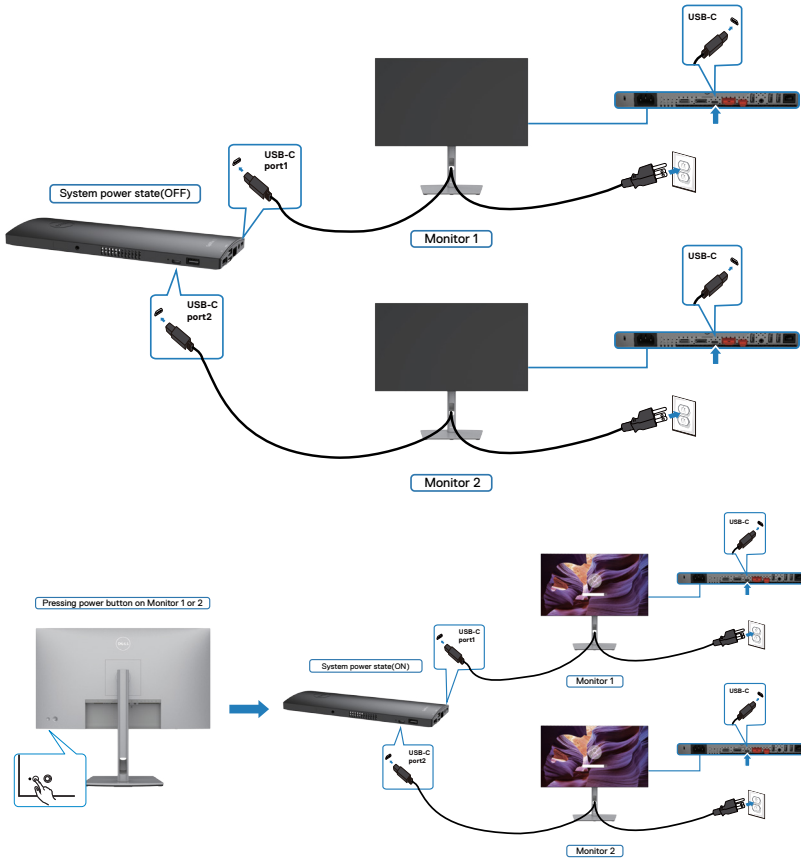 USB-C
USB-C
port1
System power state(OFF)
Monitor 1
USB-C
USB-C
port2
Monitor 2
USB-C
Pressing power button on Monitor 1 or 2
DELL
USB-C
port1
System power state(ON)
Monitor 1
USB-C
USB-C
port2
Monitor 2